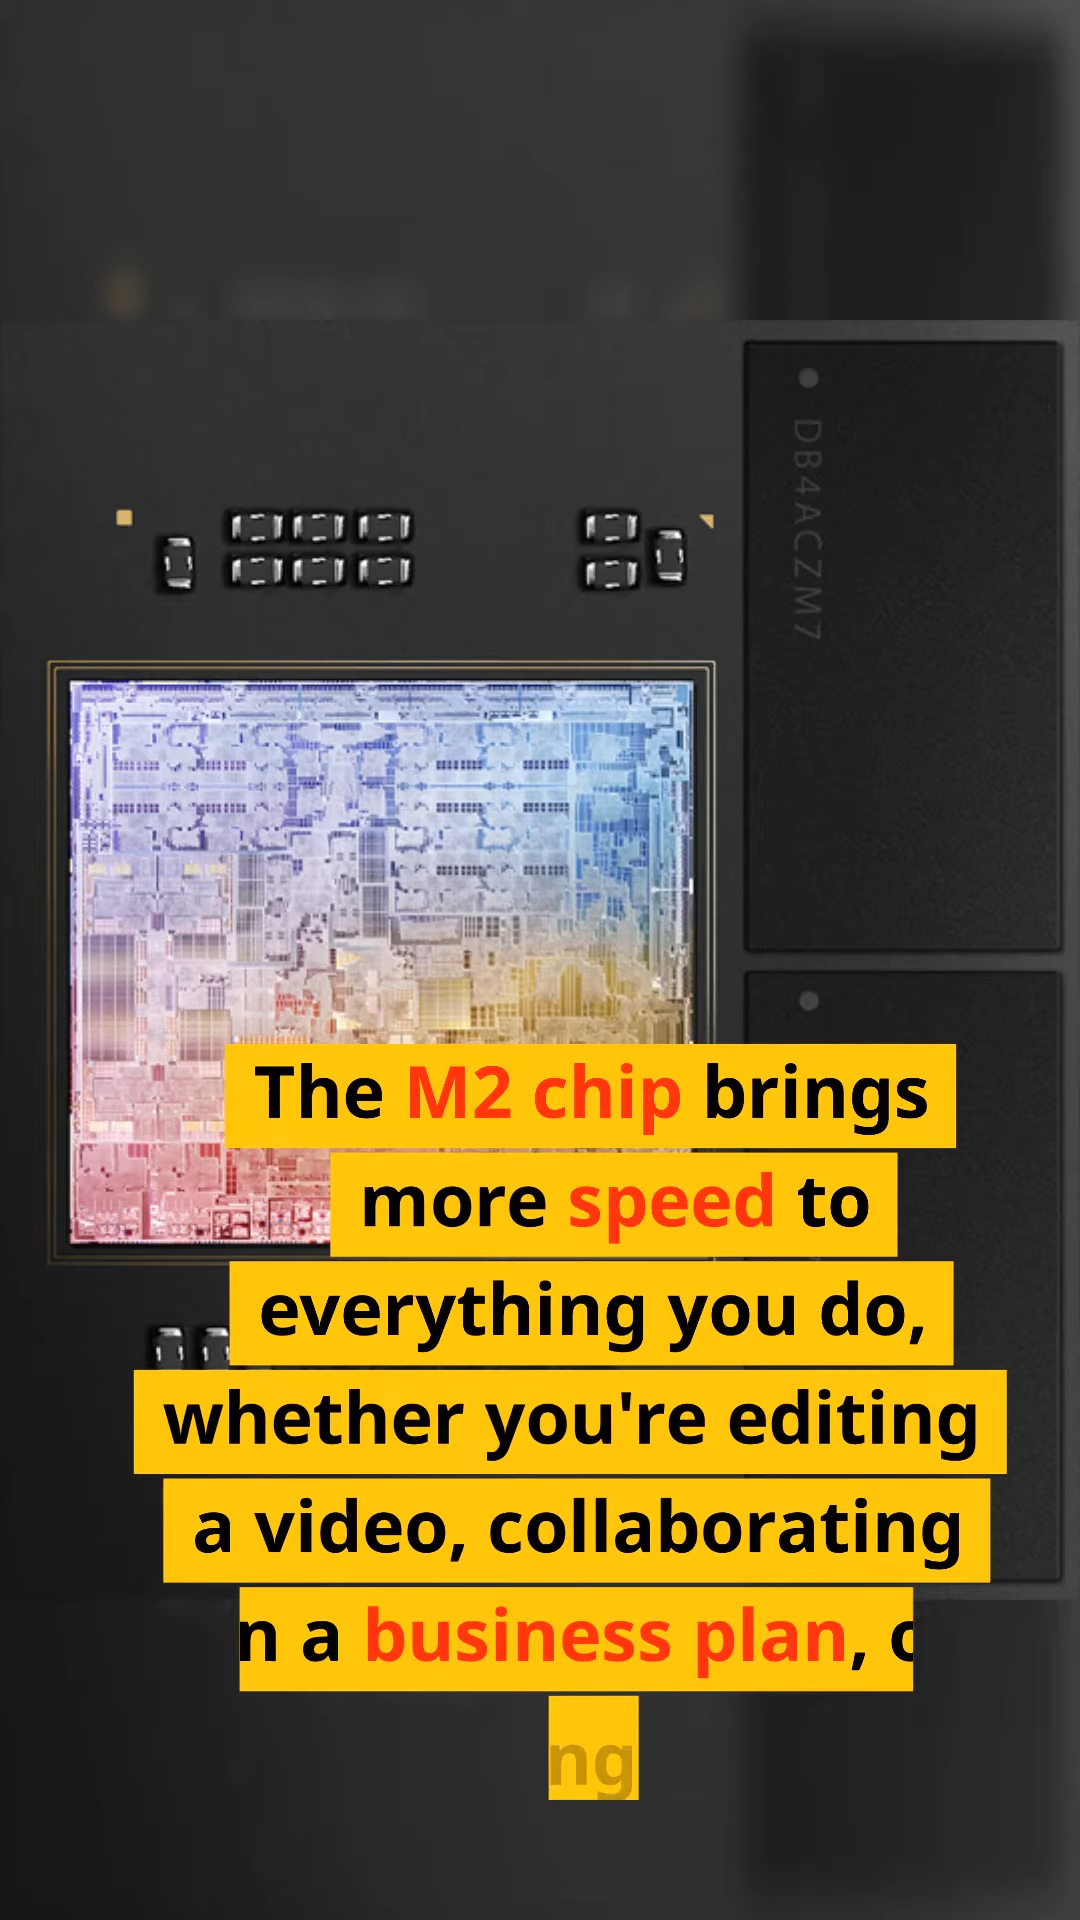 DB4ACZM7
The M2 chip brings
more speed to
everything you do,
whether you're editing
a video, collaborating
n a business plan,
ng